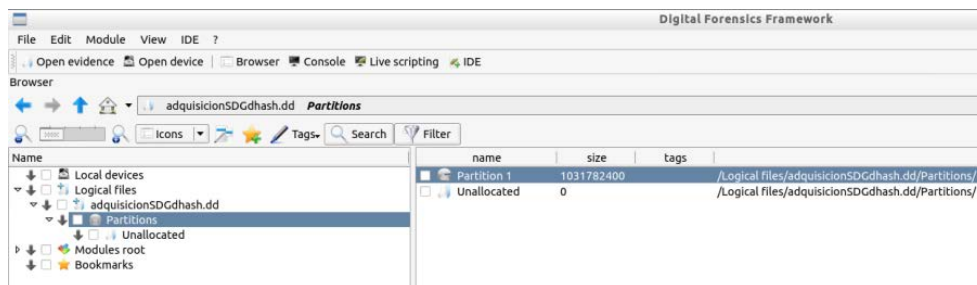 Digital Forensics Framework
File Edit Module View IDE ?
Open evidence Open device Browser Console Live scripting IDE
Browser
adquisicionSDGdhash.dd Partitions
Icons Tags Search Filter
Name
Local devices
Logical files
adquisicionSDGdhash.dd
Partitions
Unallocated
Modules root
Bookmarks
name size tags
Partition 1 1031782400 /Logical files/adquisicionSDGdhash.dd/Partitions/
Unallocated 0 /Logical files/adquisicionSDGdhash.dd/Partitions/